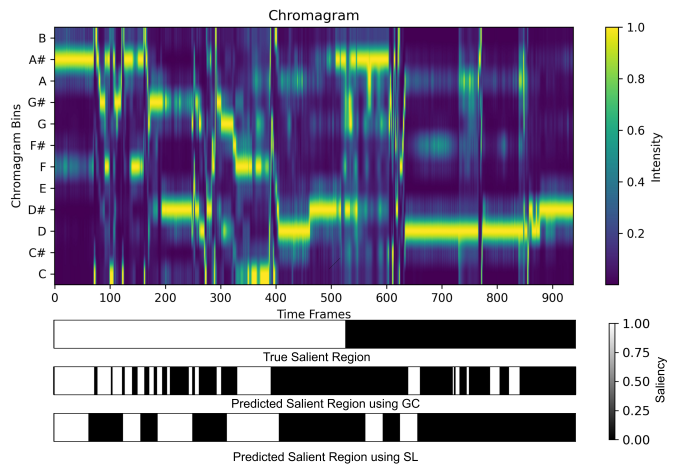 Chromagram
B
A#
A
G#
G
F#
F
E
D#
D
C#
C
Chromagram Bins
0 100 200 300 400 500 600 700 800 900
Time Frames
1.0
0.8
0.6
0.4
0.2
Intensity
True Salient Region
Predicted Salient Region using GC
Predicted Salient Region using SL
1.00
0.75
0.50
0.25
0.00
Saliency